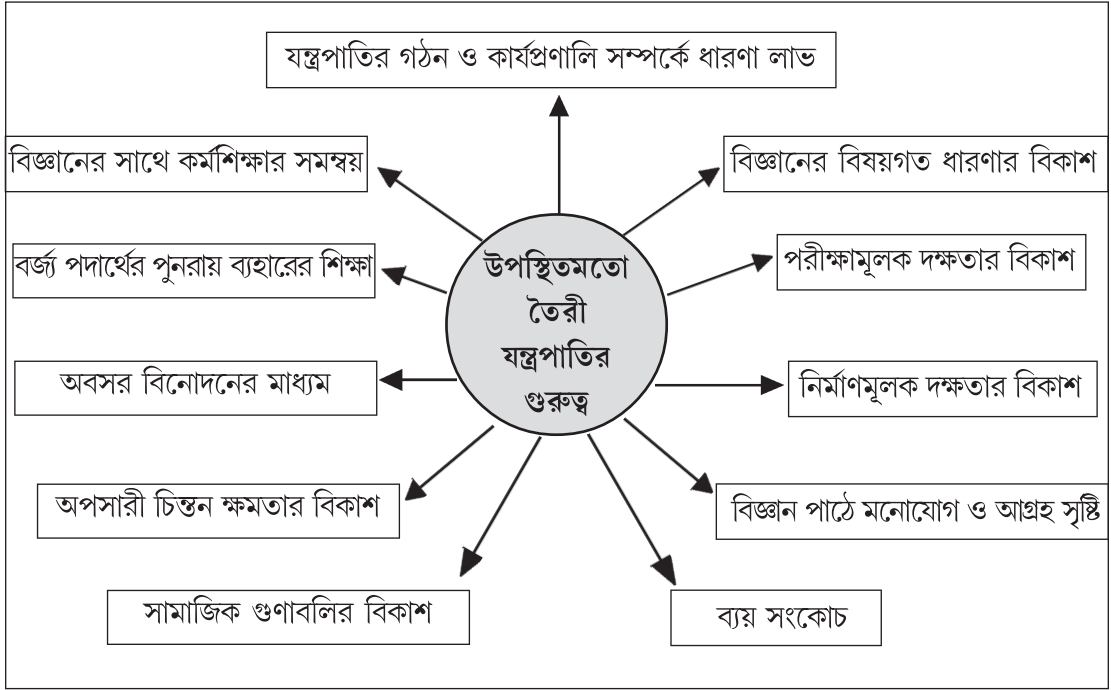 যন্ত্রপাতির গঠন ও কার্যপ্রণালি সম্পর্কে ধারণা লাভ
বিজ্ঞানের সাথে কর্মশিক্ষার সমন্বয়
বিজ্ঞানের বিষয়গত ধারণার বিকাশ
বর্জ্য পদার্থের পুনরায় ব্যহারের শিক্ষা
উপস্থিতমতো
তৈরী
যন্ত্রপাতির
গুরুত্ব
পরীক্ষামূলক দক্ষতার বিকাশ
অবসর বিনোদনের মাধ্যম
নির্মাণমূলক দক্ষতার বিকাশ
অপসারী চিন্তন ক্ষমতার বিকাশ
বিজ্ঞান পাঠে মনোযোগ ও আগ্রহ সৃষ্টি
সামাজিক গুণাবলির বিকাশ
ব্যয় সংকোচ